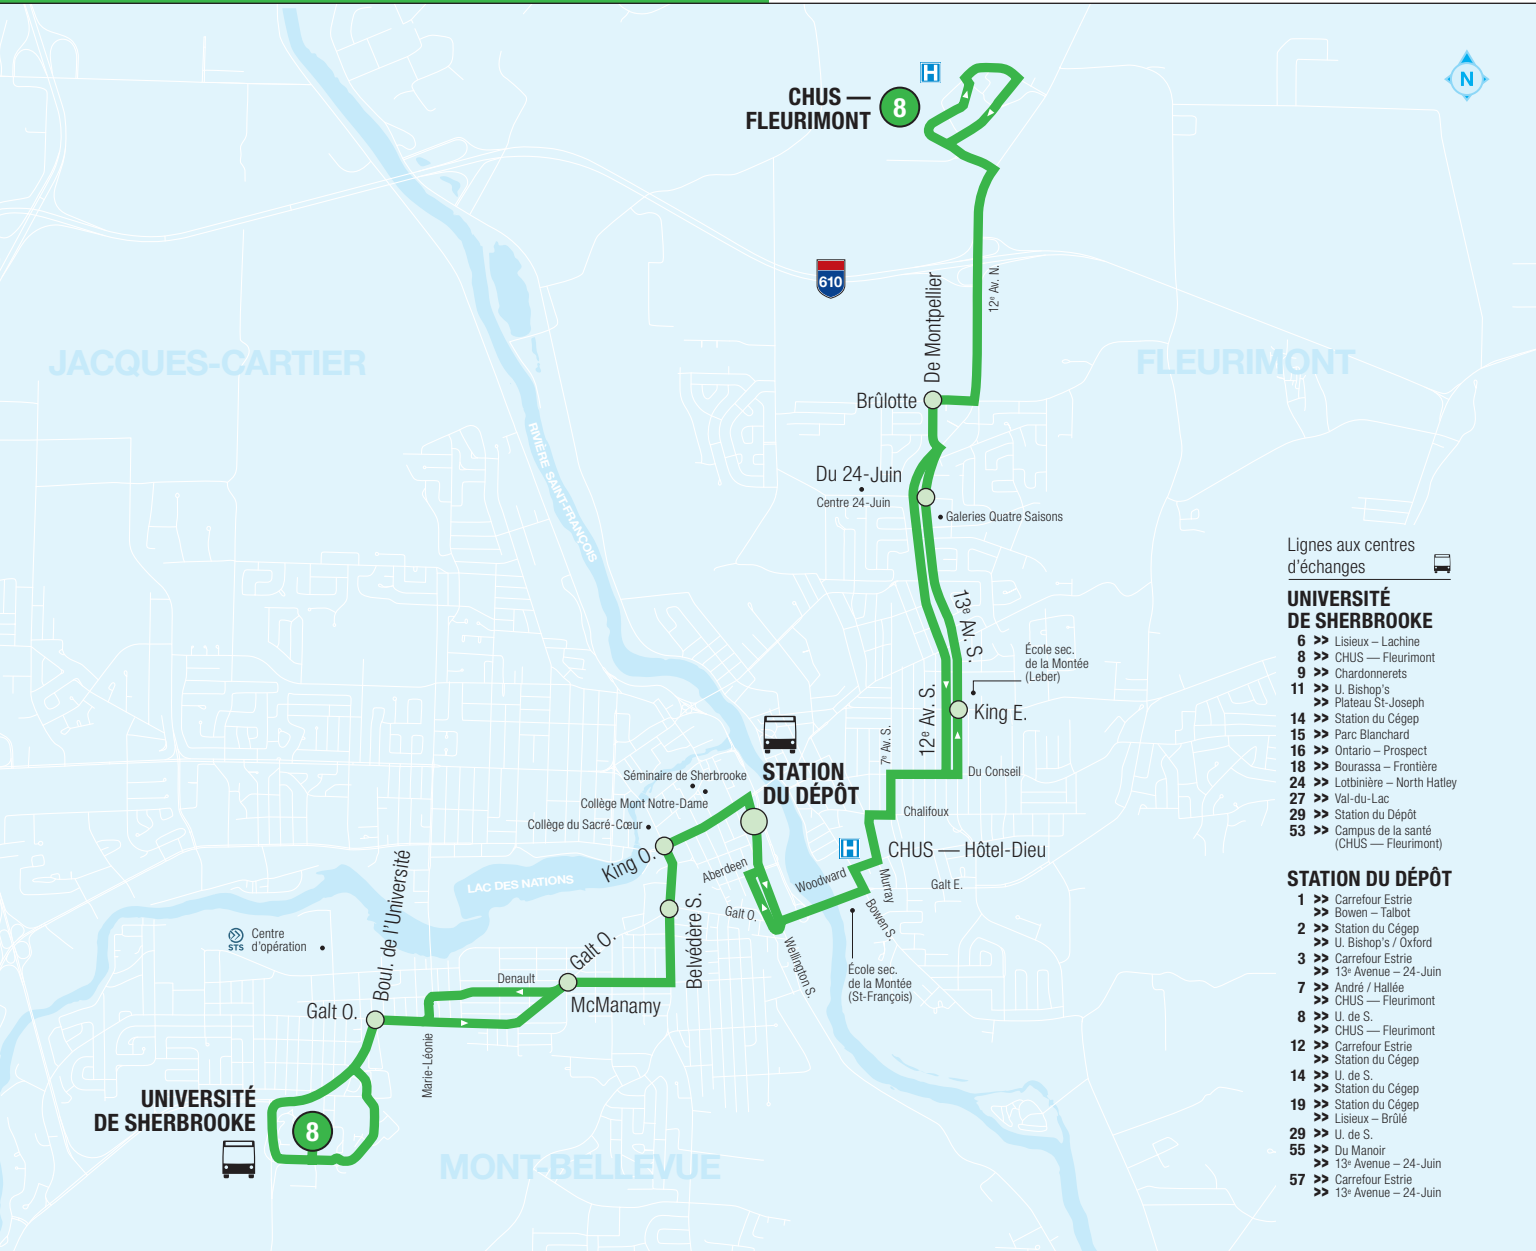 N
H
CHUS —
FLEURIMONT
8
610
12e Av. N.
De Montpellier
JACQUES-CARTIER
FLEURIMONT
Brûlotte
RIVIÈRE SAINT-FRANÇOIS
Du 24-Juin
Centre 24-Juin
Galeries Quatre Saisons
13e Av. S.
École sec.
de la Montée
(Leber)
12e Av. S.
King E.
7e Av. S.
Du Conseil
STATION
DU DÉPÔT
Séminaire de Sherbrooke
Collège Mont Notre-Dame
Collège du Sacré-Cœur
Chalifoux
H
CHUS — Hôtel-Dieu
King O.
Aberdeen
Woodward
Murray
Galt E.
LAC DES NATIONS
Galt O.
Bowen S.
Belvédère S.
Wellington S.
École sec.
de la Montée
(St-François)
Boul. de l'Université
STS
Centre
d'opération
Galt O.
Denault
McManamy
Galt O.
Marie-Léonie
UNIVERSITÉ
DE SHERBROOKE
8
MONT-BELLEVUE
Lignes aux centres
d'échanges
UNIVERSITÉ
DE SHERBROOKE
6 >> Lisieux – Lachine
8 >> CHUS — Fleurimont
9 >> Chardonnerets
11 >> U. Bishop's
>> Plateau St-Joseph
14 >> Station du Cégep
15 >> Parc Blanchard
16 >> Ontario – Prospect
18 >> Bourassa – Frontière
24 >> Lotbinière – North Hatley
27 >> Val-du-Lac
29 >> Station du Dépôt
53 >> Campus de la santé
(CHUS — Fleurimont)
STATION DU DÉPÔT
1 >> Carrefour Estrie
>> Bowen – Talbot
2 >> Station du Cégep
>> U. Bishop's / Oxford
3 >> Carrefour Estrie
>> 13e Avenue – 24-Juin
7 >> André / Hallée
>> CHUS — Fleurimont
8 >> U. de S.
>> CHUS — Fleurimont
12 >> Carrefour Estrie
>> Station du Cégep
14 >> U. de S.
>> Station du Cégep
19 >> Station du Cégep
>> Lisieux – Brûlé
29 >> U. de S.
55 >> Du Manoir
>> 13e Avenue – 24-Juin
57 >> Carrefour Estrie
>> 13e Avenue – 24-Juin